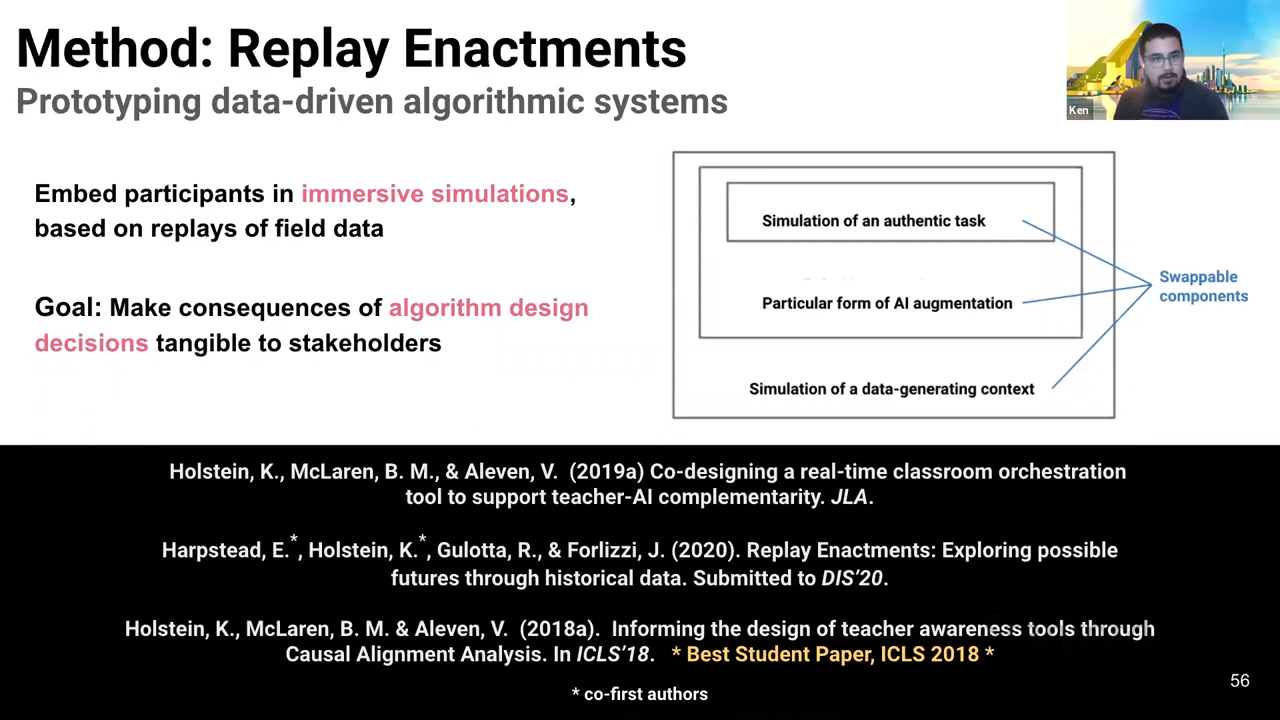 Method: Replay Enactments
Prototyping data-driven algorithmic systems
Ken
Embed participants in immersive simulations,
based on replays of field data
Goal: Make consequences of algorithm design
decisions tangible to stakeholders
Simulation of an authentic task
Particular form of AI augmentation
Simulation of a data-generating context
Swappable
components
Holstein, K., McLaren, B. M., & Aleven, V. (2019a) Co-designing a real-time classroom orchestration
tool to support teacher-AI complementarity. JLA.
Harpstead, E.*, Holstein, K.*, Gulotta, R., & Forlizzi, J. (2020). Replay Enactments: Exploring possible
futures through historical data. Submitted to DIS’20.
Holstein, K., McLaren, B. M. & Aleven, V. (2018a). Informing the design of teacher awareness tools through
Causal Alignment Analysis. In ICLS’18. * Best Student Paper, ICLS 2018 *
* co-first authors
56